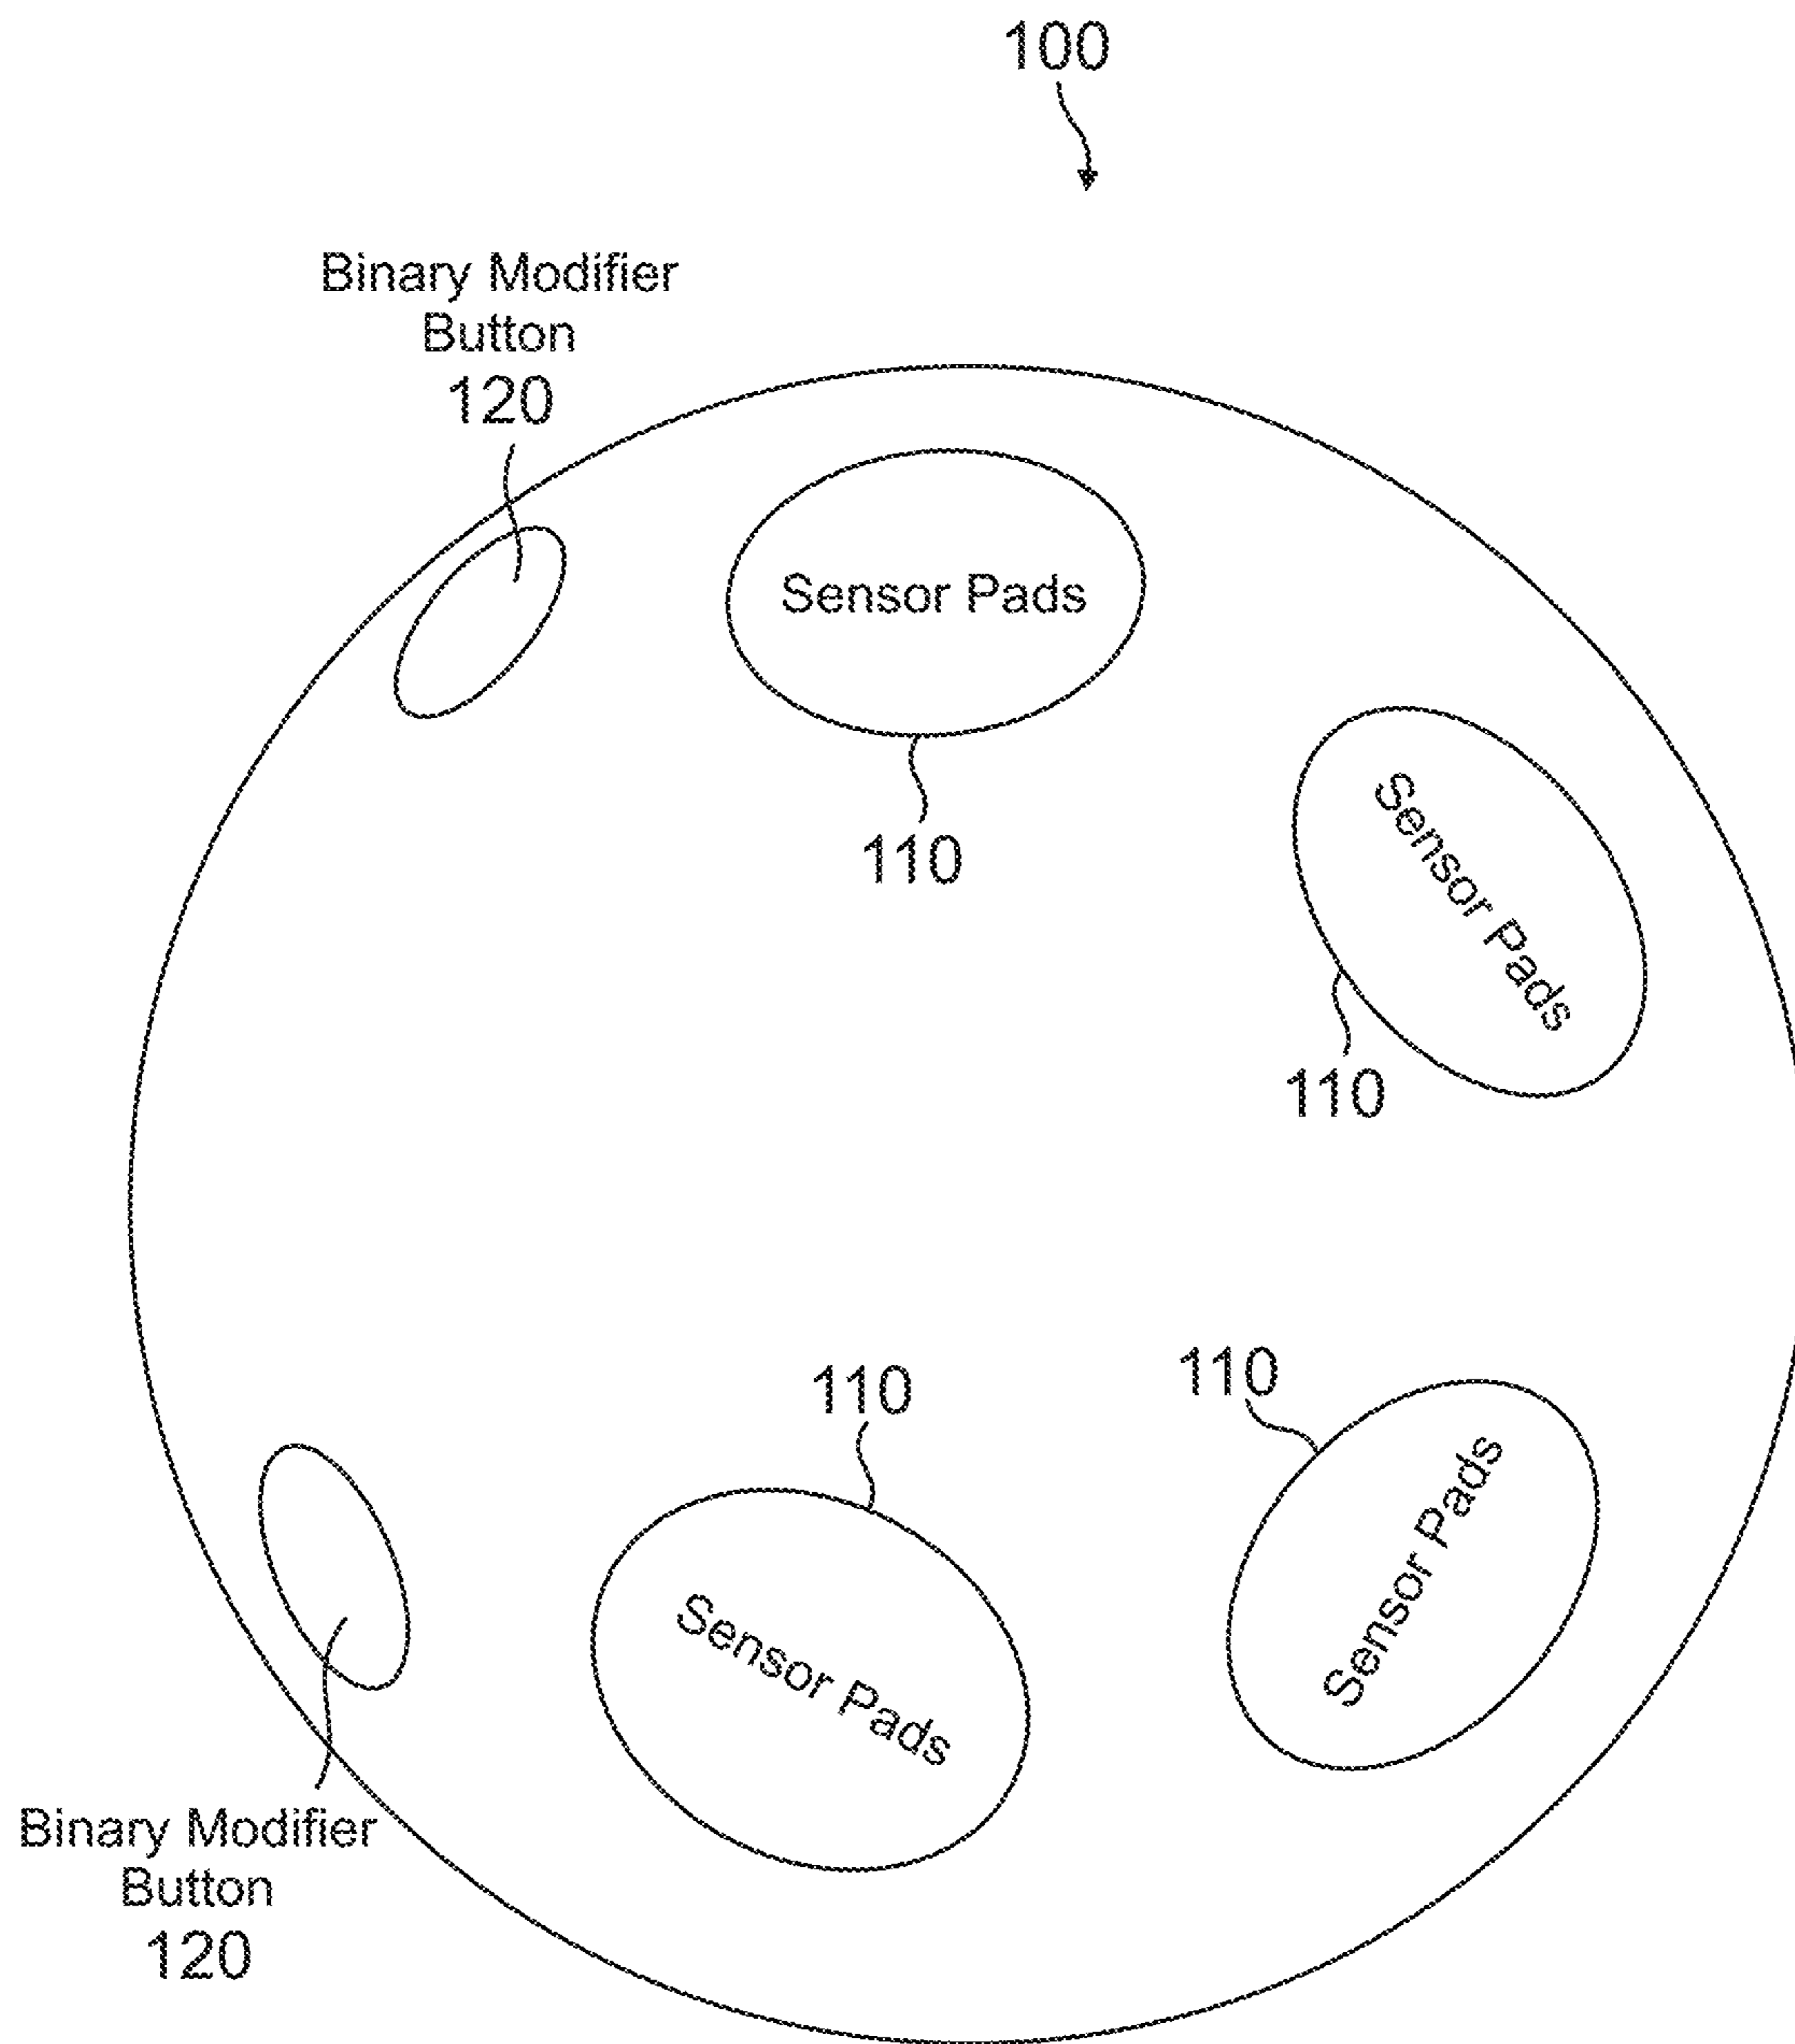 100
Binary Modifier
Button
120
Sensor Pads
110
Sensor Pads
110
110
110
Sensor Pads
Sensor Pads
Binary Modifier
Button
120